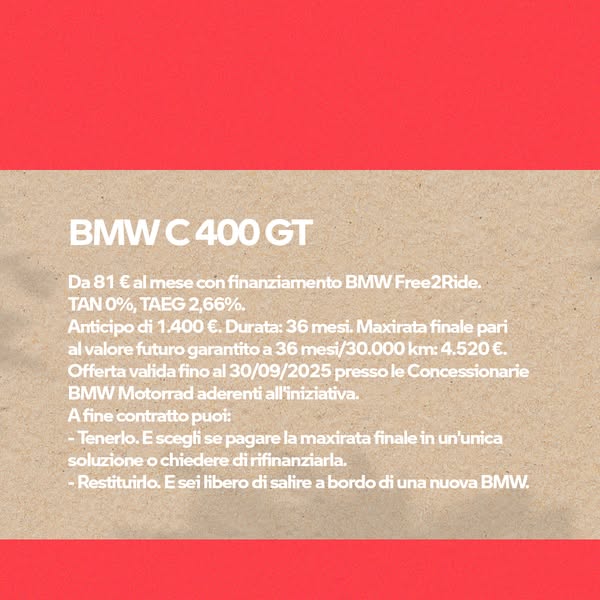 BMW C 400 GT
Da 81 € al mese con finanziamento BMW Free2Ride.
TAN 0%, TAEG 2,66%.
Anticipo di 1.400 €. Durata: 36 mesi. Maxirata finale pari
al valore futuro garantito a 36 mesi/30.000 km: 4.520 €.
Offerta valida fino al 30/09/2025 presso le Concessionarie
BMW Motorrad aderenti all'iniziativa.
A fine contratto puoi:
- Tenerlo. E scegli se pagare la maxirata finale in un'unica
soluzione o chiedere di rifinanziarla.
- Restituirlo. E sei libero di salire a bordo di una nuova BMW.